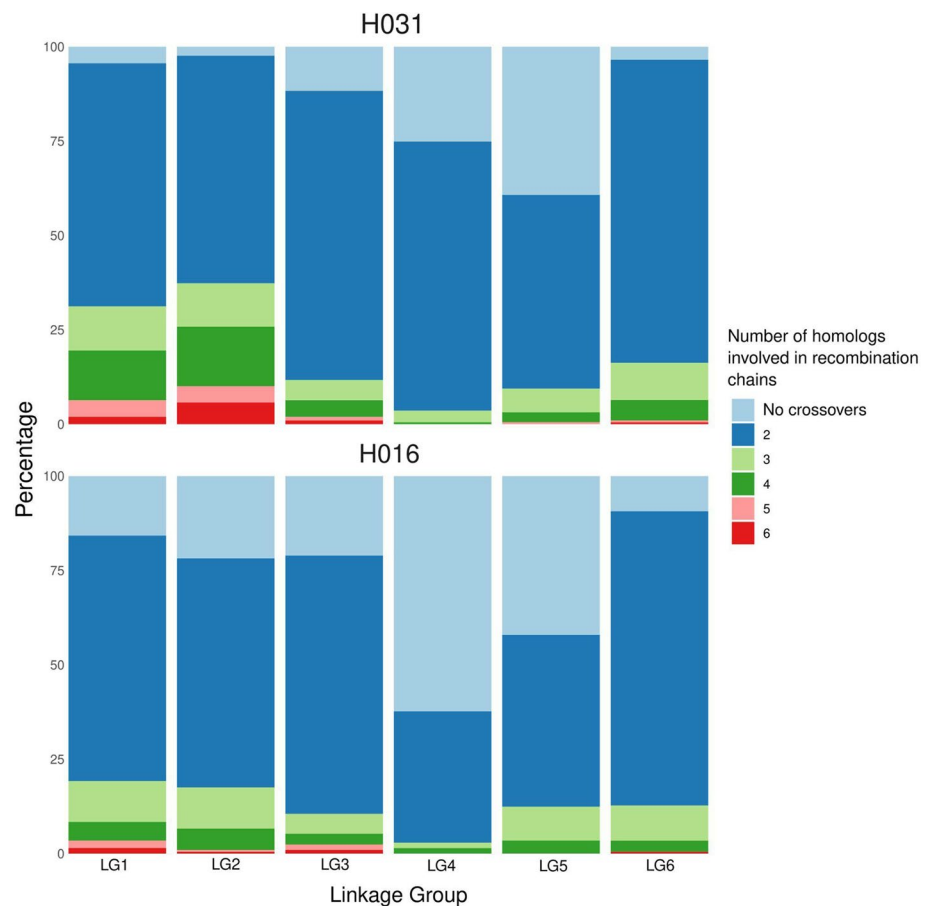 H031
100
75
50
25
0
H016
100
75
50
25
0
Percentage
LG1 LG2 LG3 LG4 LG5 LG6
Linkage Group
Number of homologs
involved in recombination
chains
No crossovers
2
3
4
5
6